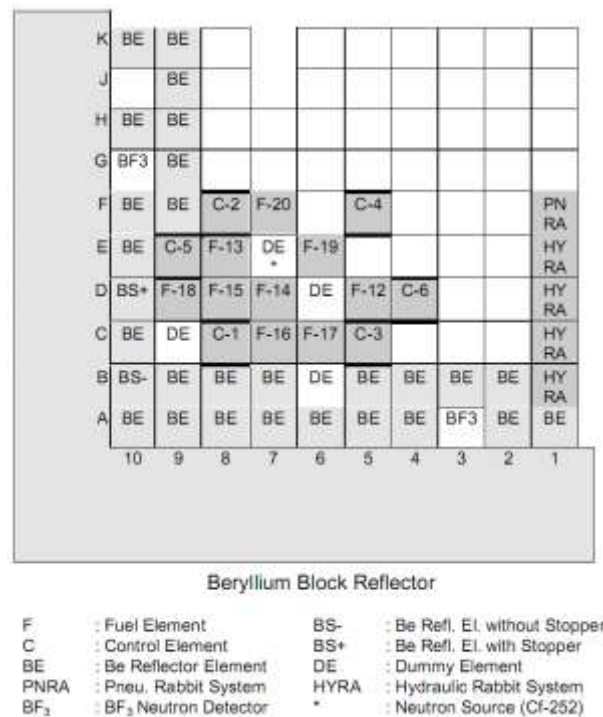 K BE BE
J BE
H BE BE
G BF3 BE
F BE BE C-2 F-20 C-4 PN RA
E BE C-5 F-13 DE * F-19 HY RA
D BS+ F-18 F-15 F-14 DE F-12 C-6 HY RA
C BE DE C-1 F-16 F-17 C-3 HY RA
B BS- BE BE BE DE BE BE BE BE HY RA
A BE BE BE BE BE BE BE BF3 BE BE
10 9 8 7 6 5 4 3 2 1
Beryllium Block Reflector
F : Fuel Element BS- : Be Refl. El. without Stopper
C : Control Element BS+ : Be Refl. El. with Stopper
BE : Be Reflector Element DE : Dummy Element
PNRA : Pneu. Rabbit System HYRA : Hydraulic Rabbit System
BF₃ : BF₃ Neutron Detector * : Neutron Source (Cf-252)